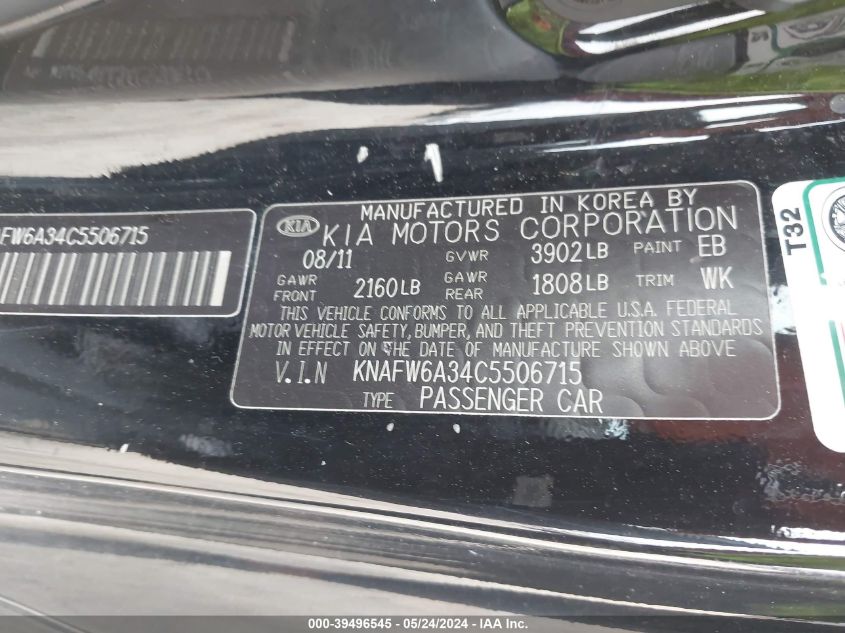 FW6A34C5506715
KIA
MANUFACTURED IN KOREA BY
KIA MOTORS CORPORATION
08/11 GVWR 3902LB PAINT EB
GAWR FRONT 2160LB GAWR REAR 1808LB TRIM WK
THIS VEHICLE CONFORMS TO ALL APPLICABLE U.S.A. FEDERAL
MOTOR VEHICLE SAFETY, BUMPER, AND THEFT PREVENTION STANDARDS
IN EFFECT ON THE DATE OF MANUFACTURE SHOWN ABOVE
V.I.N KNAFW6A34C5506715
TYPE PASSENGER CAR
T32
000-39496545 - 05/24/2024 -